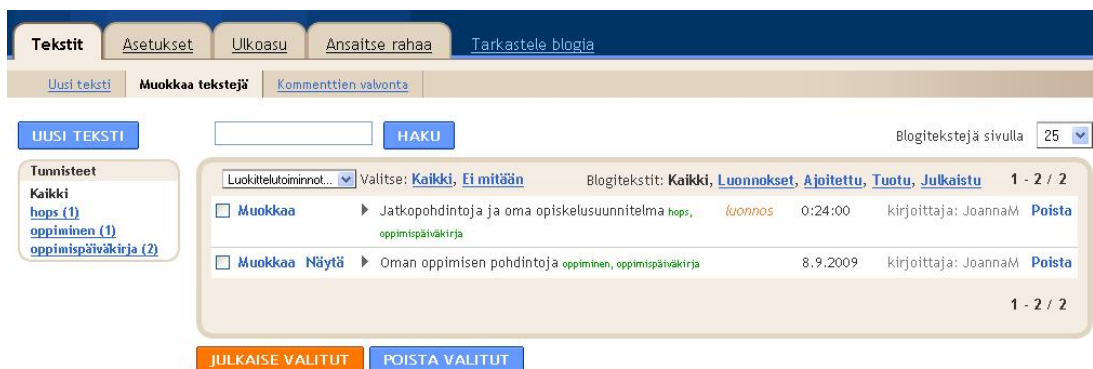 Tekstit Asetukset Ulkoasu Ansaitse rahaa Tarkastele blogia
Uusi teksti Muokkaa tekstejä Kommenttien valvonta
UUSI TEKSTI HAKU Blogitekstejä sivulla 25
Tunnisteet
Kaikki
hops (1)
oppiminen (1)
oppimispäiväkirja (2)
Luokittelutoiminnot... Valitse: Kaikki, Ei mitään Blogitekstit: Kaikki, Luonnokset, Ajoitettu, Tuotu, Julkaistu 1 - 2 / 2
Muokkaa Jatkopohdintoja ja oma opiskelusuunnitelma hops, luonnos 0:24:00 kirjoittaja: JoannaM Poista
oppimispäiväkirja
Muokkaa Näytä Oman oppimisen pohdintoja oppiminen, oppimispäiväkirja 8.9.2009 kirjoittaja: JoannaM Poista
1 - 2 / 2
JULKAISE VALITUT POISTA VALITUT